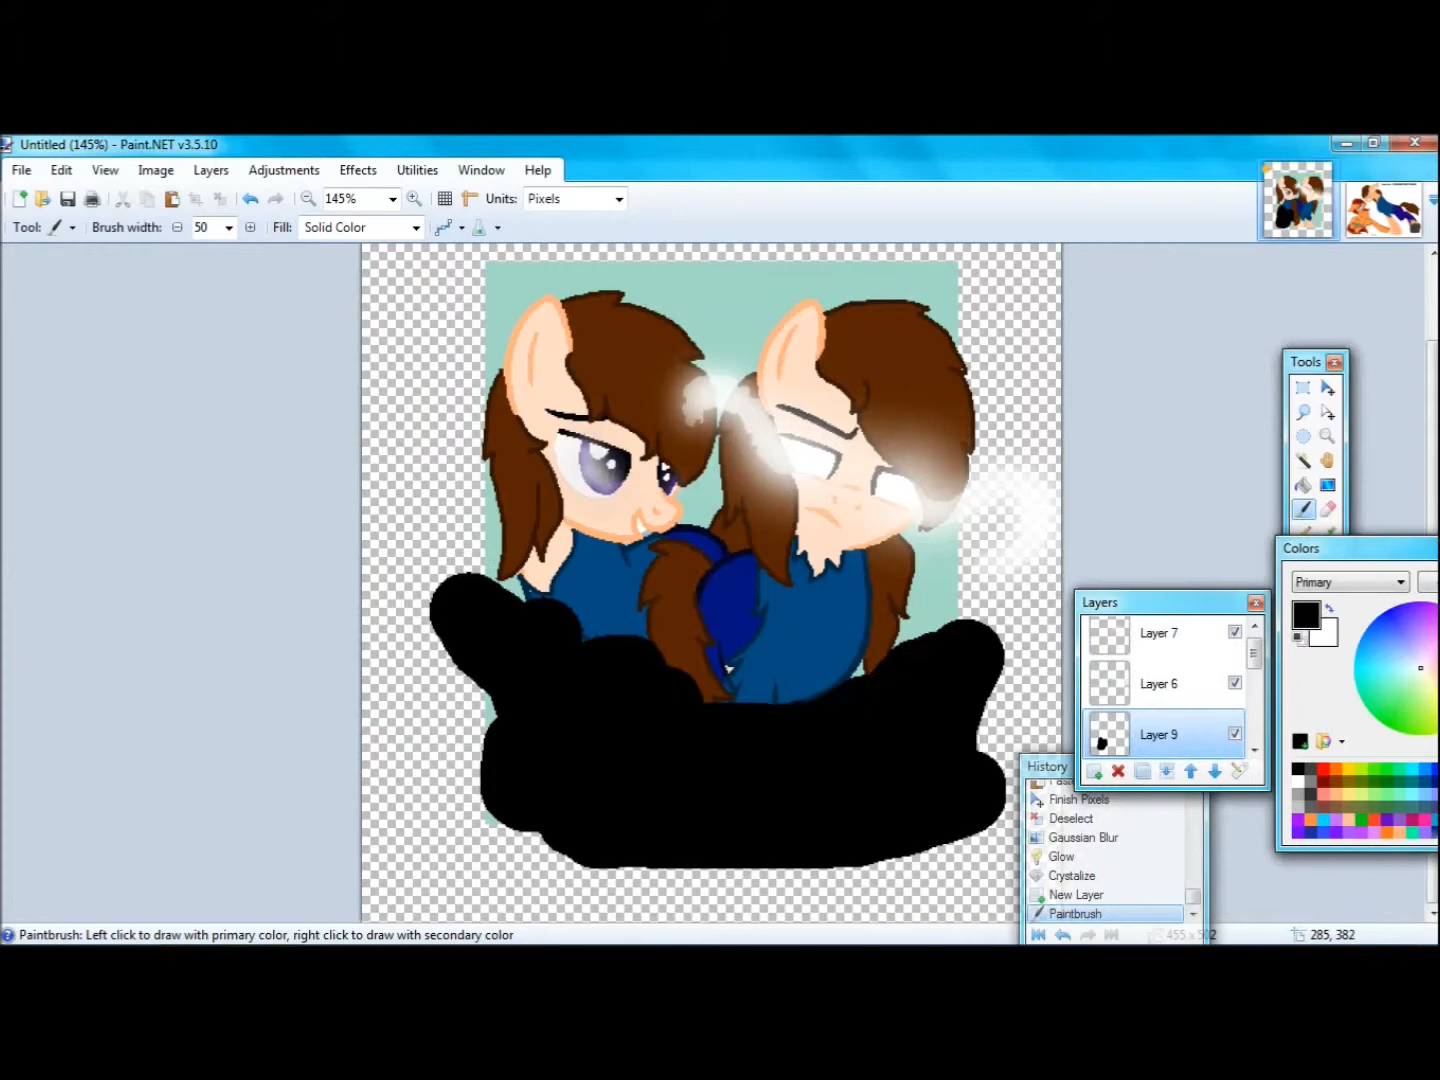 Untitled (145%) - Paint.NET v3.5.10
File Edit View Image Layers Adjustments Effects Utilities Window Help
145% Units: Pixels
Tool: Brush width: 50 Fill: Solid Color
Tools
Colors
Primary
Layers
Layer 7
Layer 6
Layer 9
History
Finish Pixels
Deselect
Gaussian Blur
Glow
Crystalize
New Layer
Paintbrush
Paintbrush: Left click to draw with primary color, right click to draw with secondary color
285, 382